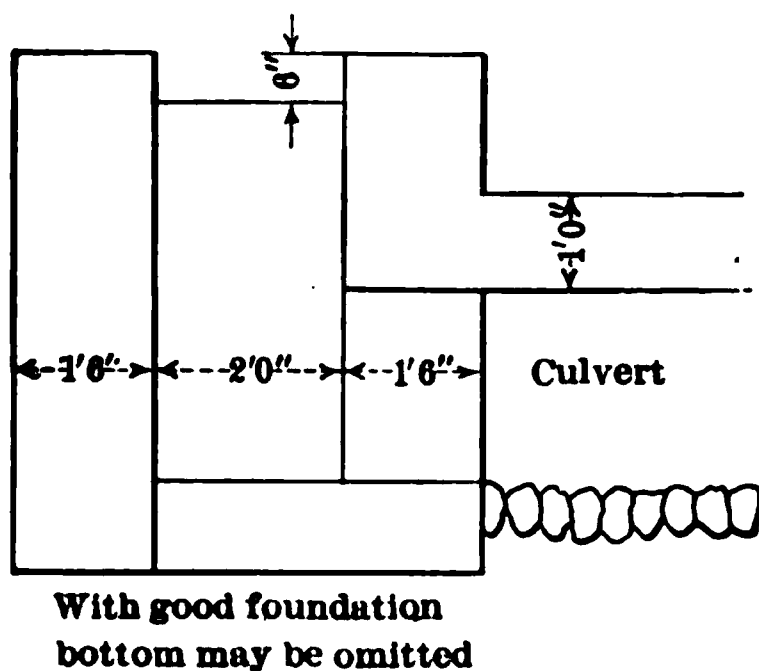 6"
1'0"
1'6"
2'0"
1'6"
Culvert
With good foundation
bottom may be omitted